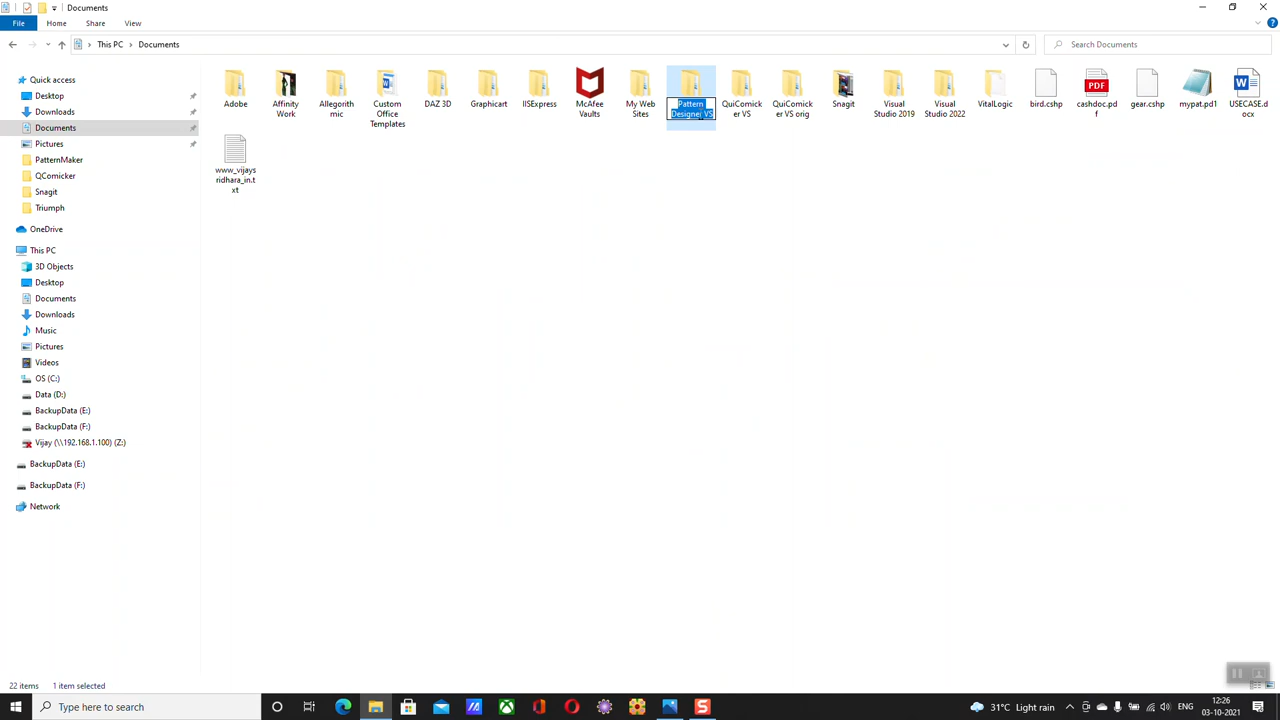 Documents
File
Home
Share
View
This PC
Documents
Search Documents
Quick access
Desktop
Downloads
Documents
Pictures
PatternMaker
QComicker
Snagit
Triumph
OneDrive
This PC
3D Objects
Desktop
Documents
Downloads
Music
Pictures
Videos
OS (C:)
Data (D:)
BackupData (E:)
BackupData (F:)
Vijay (\\192.168.1.100) (Z:)
BackupData (E:)
BackupData (F:)
Network
Adobe
Affinity
Work
Allegorith
mic
Custom
Office
Templates
DAZ 3D
Graphicart
IISExpress
McAfee
Vaults
My Web
Sites
Pattern
Designer VS
QuiComick
er VS
QuiComick
er VS orig
Snagit
Visual
Studio 2019
Visual
Studio 2022
VitalLogic
bird.cshp
PDF
cashdoc.pd
f
gear.cshp
mypat.pd1
USECASE.d
ocx
www_vijays
ridhara_in.t
xt
22 items
1 item selected
Type here to search
31°C Light rain
ENG
12:26
03-10-2021